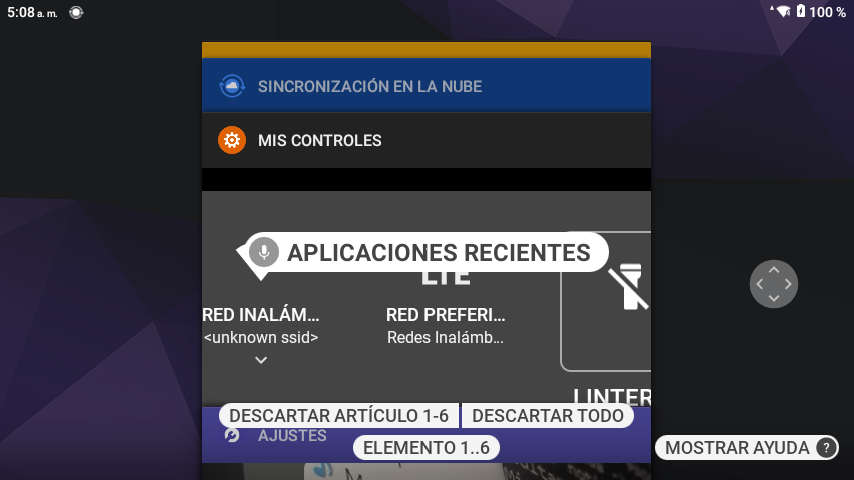 5:08 a. m.
100 %
SINCRONIZACIÓN EN LA NUBE
MIS CONTROLES
APLICACIONES RECIENTES
LTE
RED INALÁM…
RED PREFERI…
<unknown ssid>
Redes Inalámb…
LINTER
DESCARTAR ARTÍCULO 1-6
DESCARTAR TODO
AJUSTES
ELEMENTO 1..6
MOSTRAR AYUDA ?